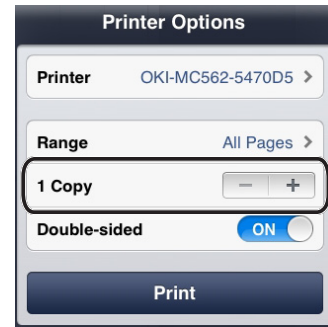 Printer Options
Printer OKI-MC562-5470D5 >
Range All Pages >
1 Copy − +
Double-sided ON
Print